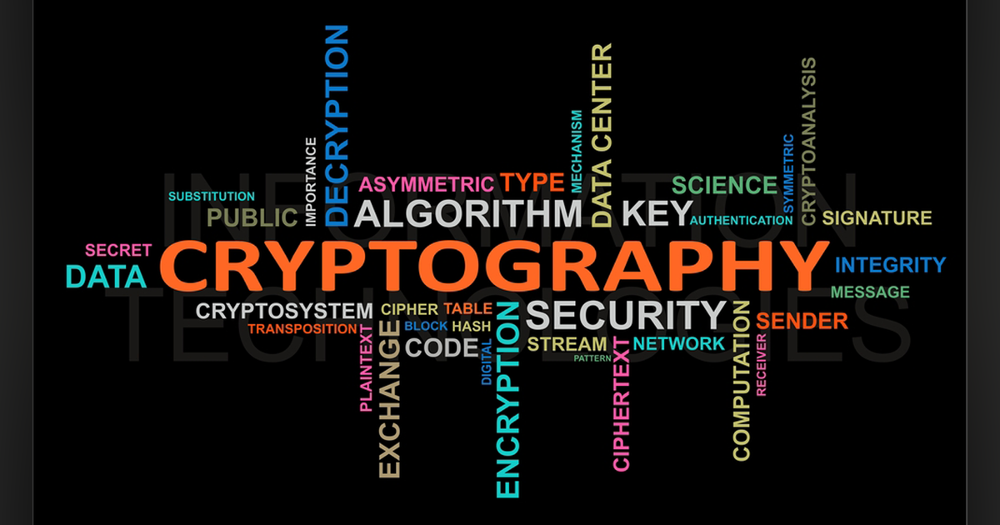 INFORMATION
TECHNOLOGIES
DECRYPTION
DATA CENTER
CRYPTOANALYSIS
MECHANISM
SYMMETRIC
IMPORTANCE
ASYMMETRIC
TYPE
SCIENCE
SUBSTITUTION
PUBLIC
ALGORITHM
KEY
AUTHENTICATION
SIGNATURE
SECRET
DATA
CRYPTOGRAPHY
INTEGRITY
MESSAGE
CRYPTOSYSTEM
CIPHER
TABLE
SECURITY
SENDER
TRANSPOSITION
BLOCK
HASH
CODE
STREAM
NETWORK
PATTERN
PLAINTEXT
EXCHANGE
DIGITAL
ENCRYPTION
CIPHERTEXT
COMPUTATION
RECEIVER